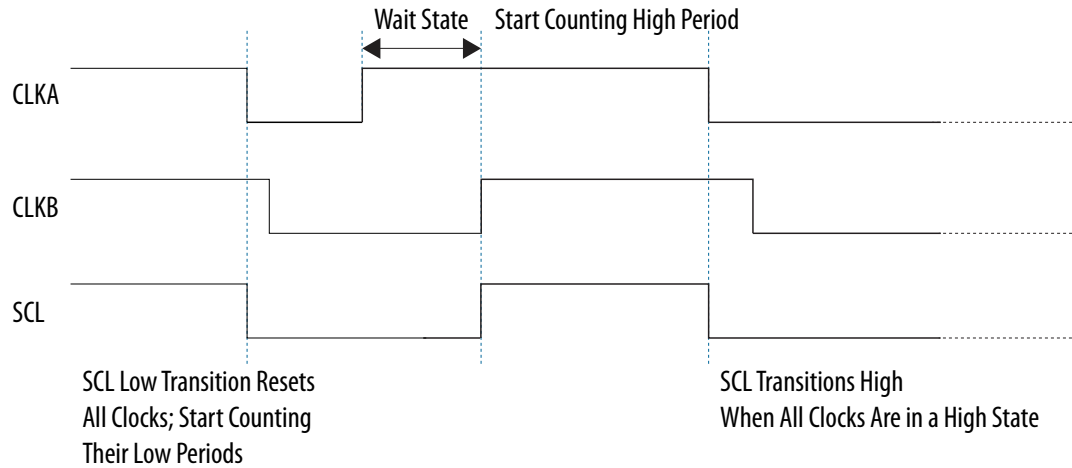 Wait State
Start Counting High Period
CLKA
CLKB
SCL
SCL Low Transition Resets
All Clocks; Start Counting
Their Low Periods
SCL Transitions High
When All Clocks Are in a High State